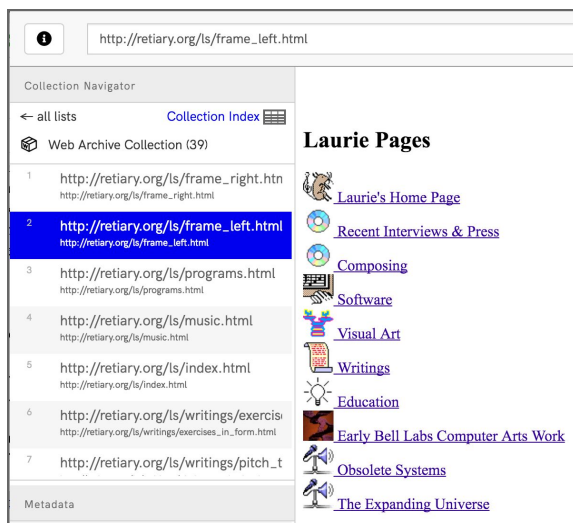 http://retiary.org/ls/frame_left.html
Collection Navigator
← all lists Collection Index
Web Archive Collection (39)
1 http://retiary.org/ls/frame_right.htn
http://retiary.org/ls/frame_right.html
2 http://retiary.org/ls/frame_left.html
http://retiary.org/ls/frame_left.html
3 http://retiary.org/ls/programs.html
http://retiary.org/ls/programs.html
4 http://retiary.org/ls/music.html
http://retiary.org/ls/music.html
5 http://retiary.org/ls/index.html
http://retiary.org/ls/index.html
6 http://retiary.org/ls/writings/exercise
http://retiary.org/ls/writings/exercises_in_form.html
7 http://retiary.org/ls/writings/pitch_t
Metadata
Laurie Pages
Laurie's Home Page
Recent Interviews & Press
Composing
Software
Visual Art
Writings
Education
Early Bell Labs Computer Arts Work
Obsolete Systems
The Expanding Universe